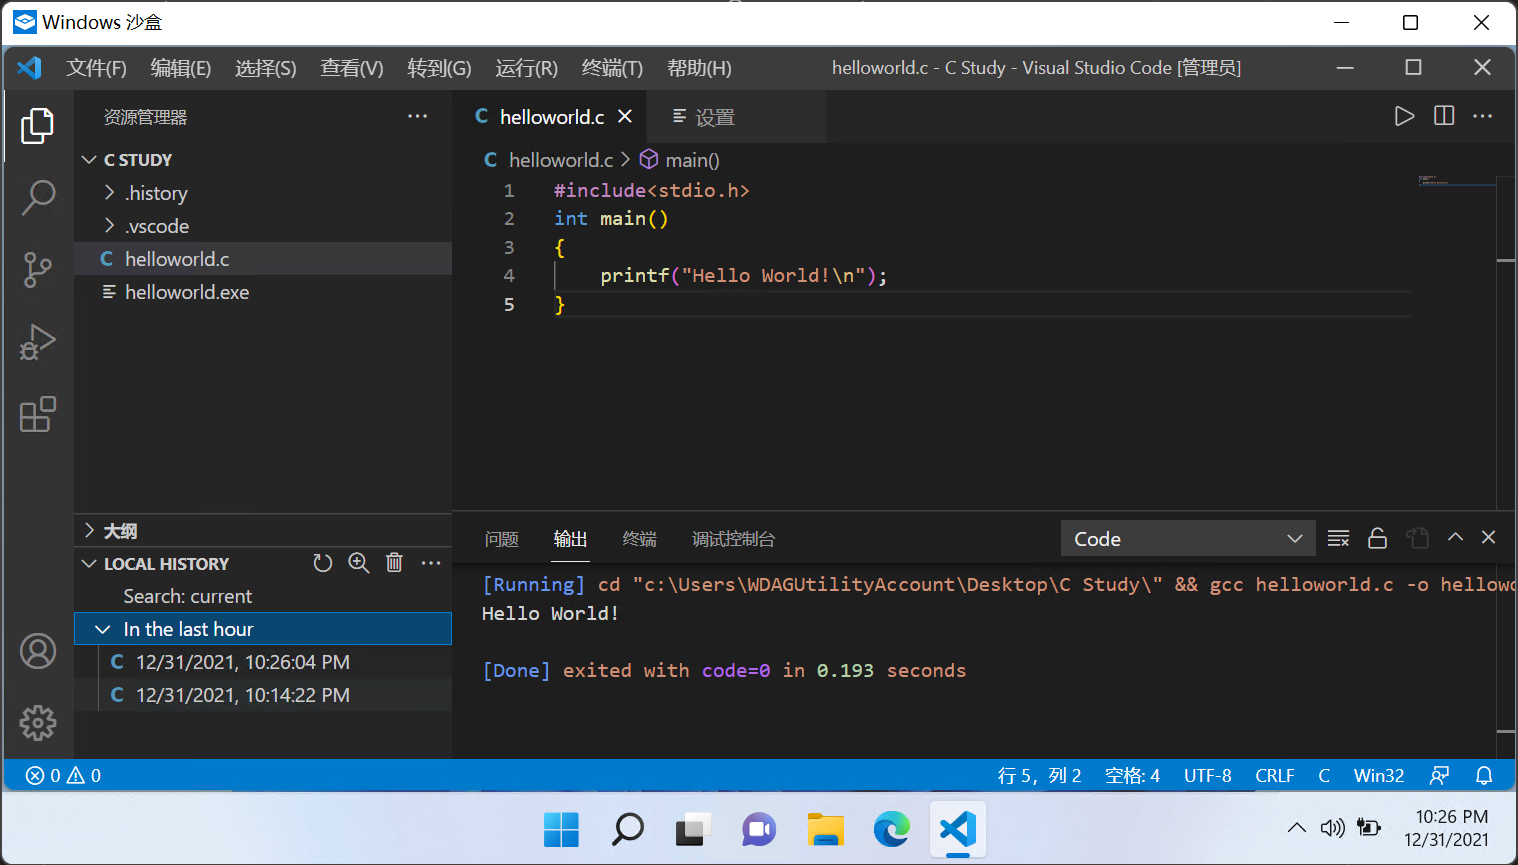 Windows 沙盒
文件(F) 编辑(E) 选择(S) 查看(V) 转到(G) 运行(R) 终端(T) 帮助(H) helloworld.c - C Study - Visual Studio Code [管理员]
资源管理器
C STUDY
.history
.vscode
C helloworld.c
helloworld.exe
大纲
LOCAL HISTORY
Search: current
In the last hour
C 12/31/2021, 10:26:04 PM
C 12/31/2021, 10:14:22 PM
C helloworld.c 设置
C helloworld.c > main()
1 #include<stdio.h>
2 int main()
3 {
4 printf("Hello World!\n");
5 }
问题 输出 终端 调试控制台 Code
[Running] cd "c:\Users\WDAGUtilityAccount\Desktop\C Study\" && gcc helloworld.c -o hellowo
Hello World!
[Done] exited with code=0 in 0.193 seconds
0 0 行 5，列 2 空格: 4 UTF-8 CRLF C Win32
10:26 PM
12/31/2021